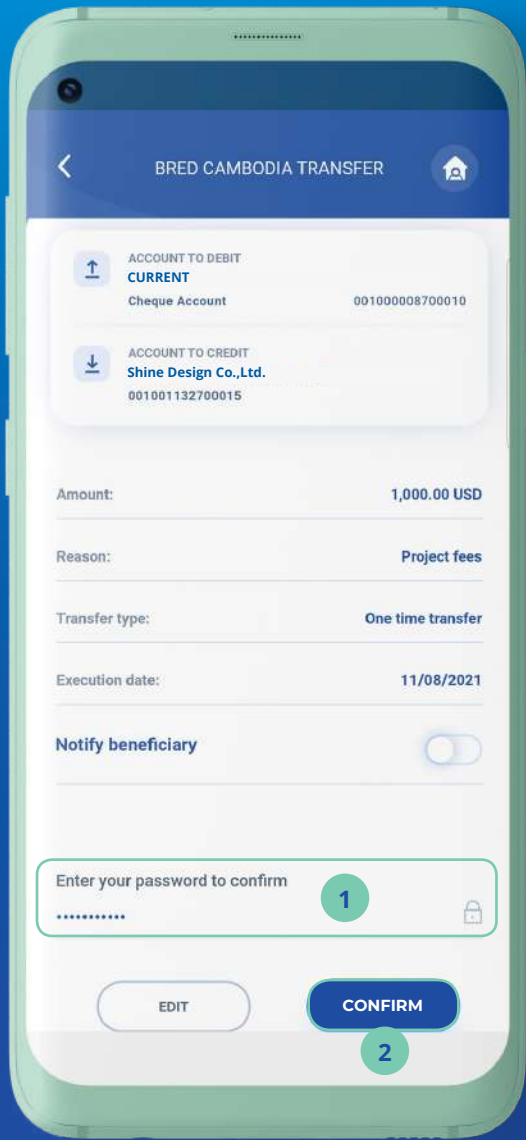 BRED CAMBODIA TRANSFER
ACCOUNT TO DEBIT
CURRENT
Cheque Account 001000008700010
ACCOUNT TO CREDIT
Shine Design Co.,Ltd.
001001132700015
Amount: 1,000.00 USD
Reason: Project fees
Transfer type: One time transfer
Execution date: 11/08/2021
Notify beneficiary
Enter your password to confirm
1
•••••••••••
EDIT CONFIRM
2